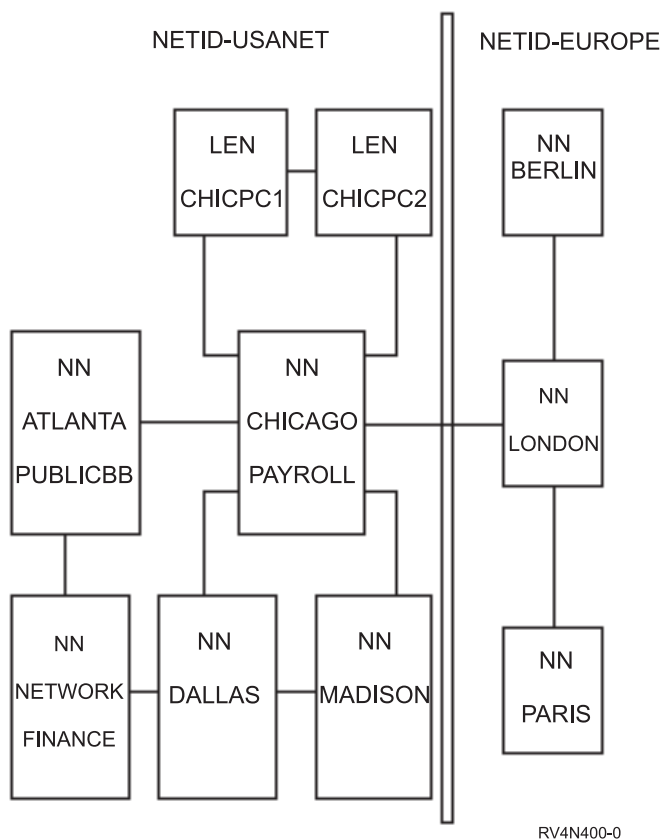 NETID-USANET
NETID-EUROPE
LEN
CHICPC1
LEN
CHICPC2
NN
BERLIN
NN
ATLANTA
PUBLICBB
NN
CHICAGO
PAYROLL
NN
LONDON
NN
NETWORK
FINANCE
NN
DALLAS
NN
MADISON
NN
PARIS
RV4N400-0